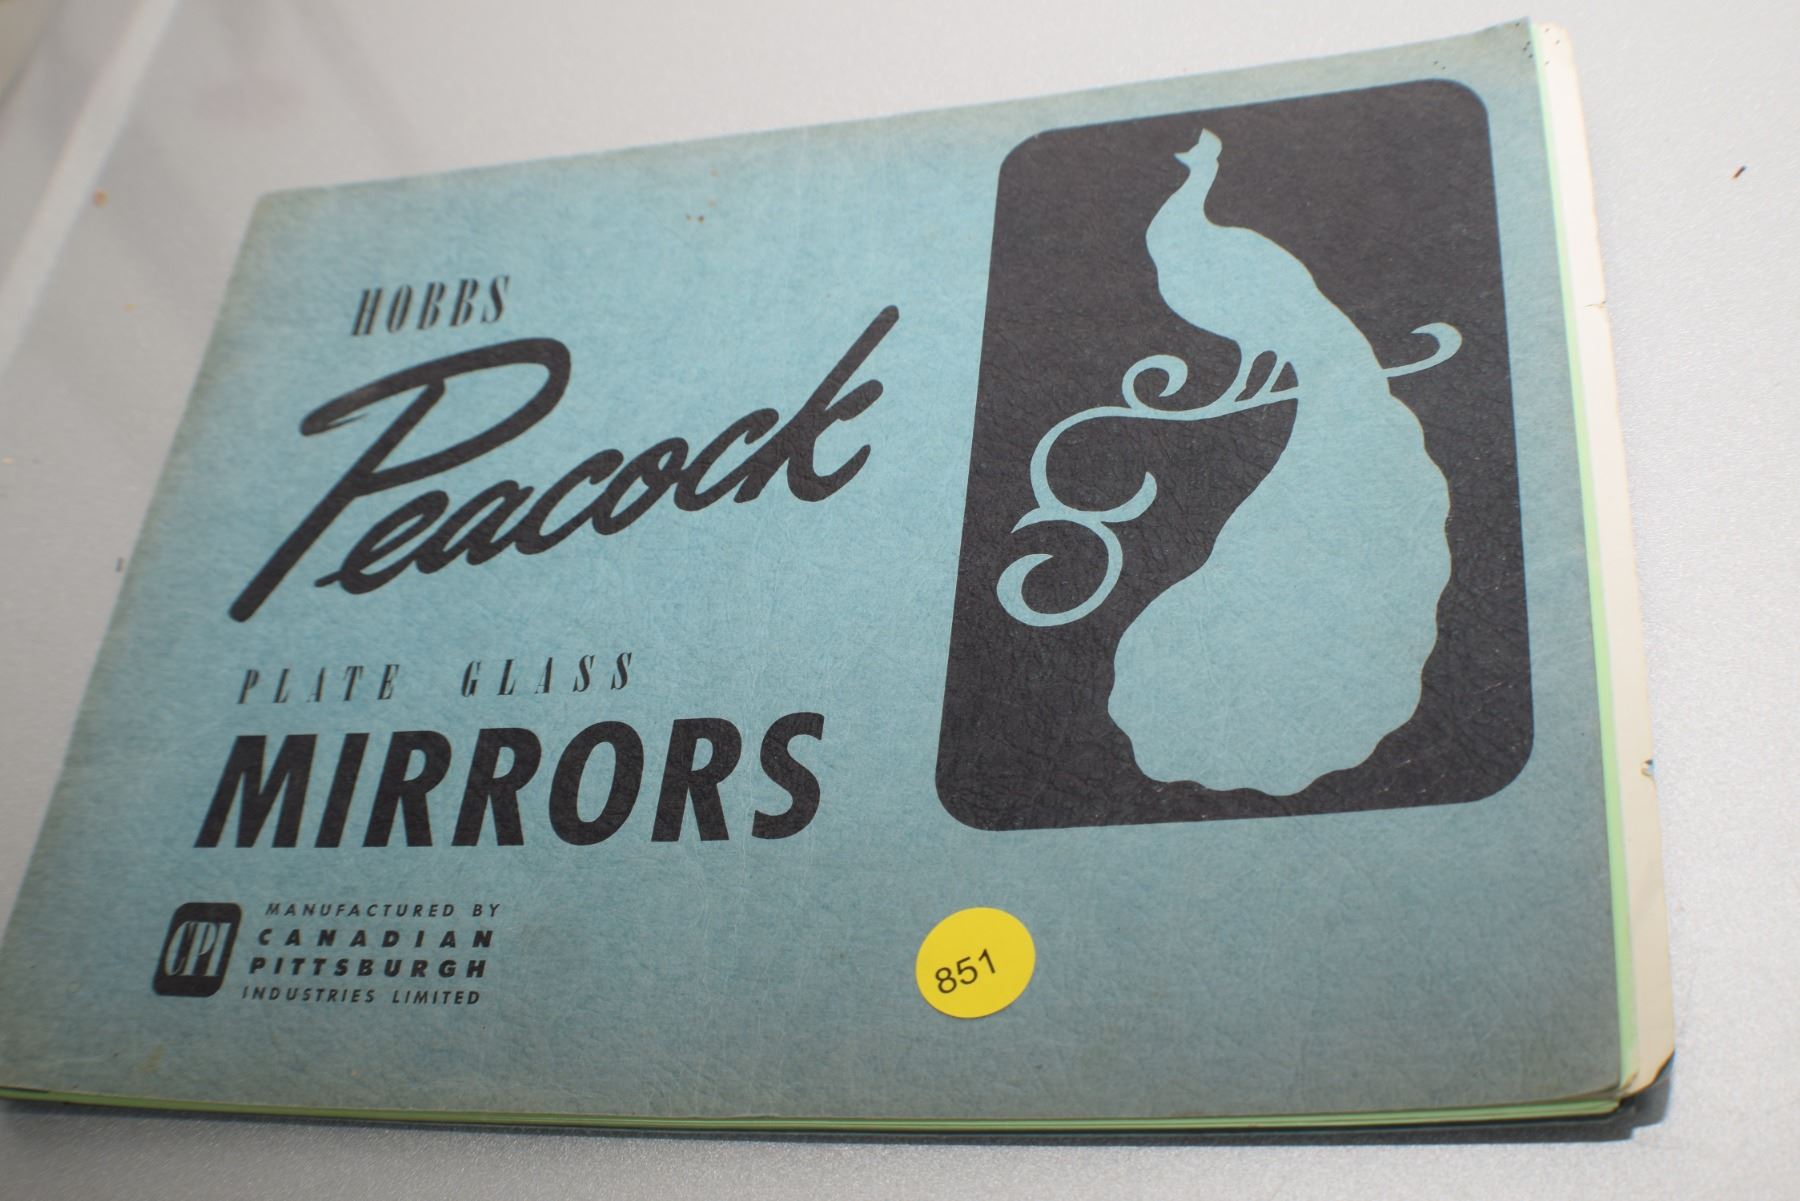 HOBBS
Peacock
PLATE GLASS
MIRRORS
CPI
MANUFACTURED BY
CANADIAN
PITTSBURGH
INDUSTRIES LIMITED
851